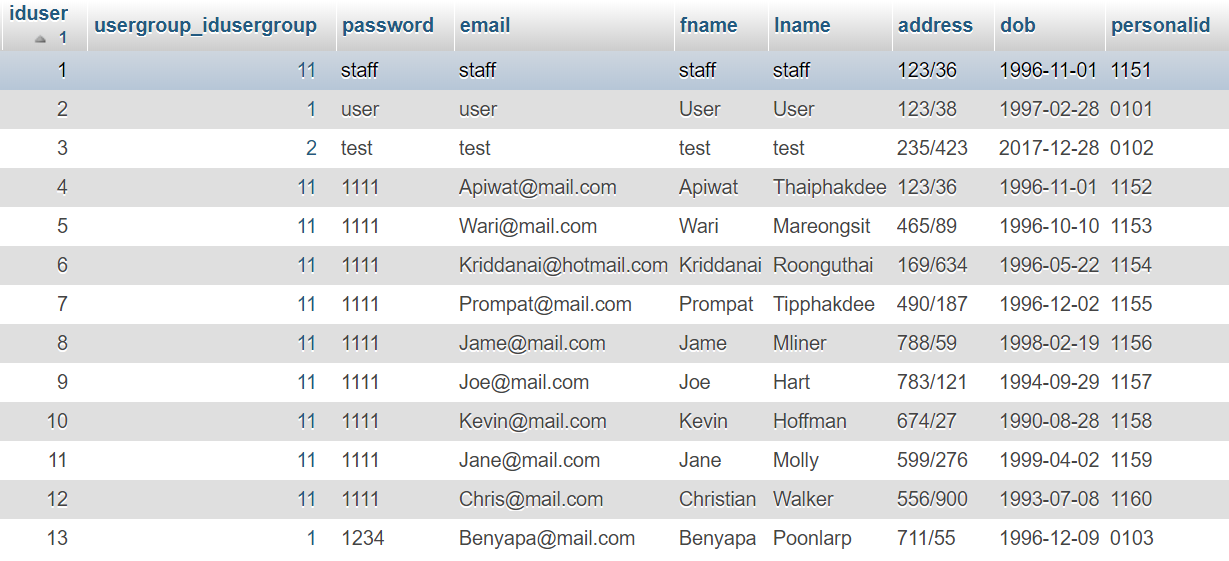 iduser 1 usergroup_idusergroup password email fname lname address dob personalid
1 11 staff staff staff staff 123/36 1996-11-01 1151
2 1 user user User User 123/38 1997-02-28 0101
3 2 test test test test 235/423 2017-12-28 0102
4 11 1111 Apiwat@mail.com Apiwat Thaiphakdee 123/36 1996-11-01 1152
5 11 1111 Wari@mail.com Wari Mareongsit 465/89 1996-10-10 1153
6 11 1111 Kriddanai@hotmail.com Kriddanai Roonguthai 169/634 1996-05-22 1154
7 11 1111 Prompat@mail.com Prompat Tipphakdee 490/187 1996-12-02 1155
8 11 1111 Jame@mail.com Jame Mliner 788/59 1998-02-19 1156
9 11 1111 Joe@mail.com Joe Hart 783/121 1994-09-29 1157
10 11 1111 Kevin@mail.com Kevin Hoffman 674/27 1990-08-28 1158
11 11 1111 Jane@mail.com Jane Molly 599/276 1999-04-02 1159
12 11 1111 Chris@mail.com Christian Walker 556/900 1993-07-08 1160
13 1 1234 Benyapa@mail.com Benyapa Poonlarp 711/55 1996-12-09 0103